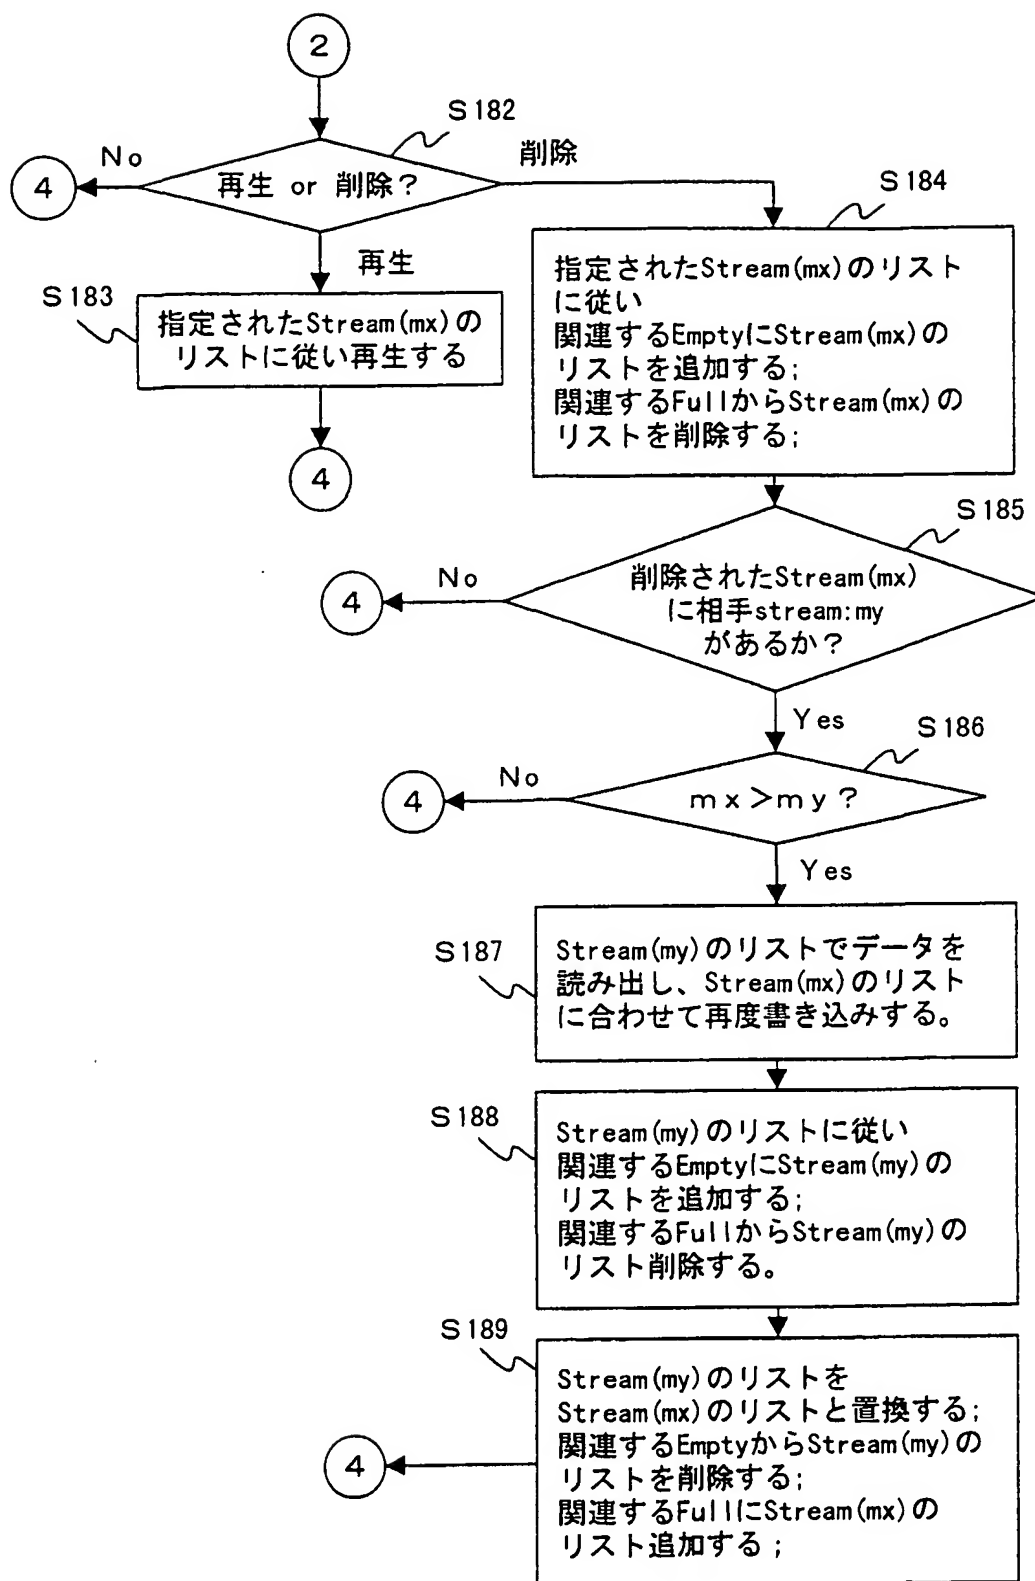 2
S182
No
削除
4
再生 or 削除?
S184
再生
S183
指定されたStream(mx)の
リストに従い再生する
4
指定されたStream(mx)のリスト
に従い
関連するEmptyにStream(mx)の
リストを追加する;
関連するFullからStream(mx)の
リストを削除する;
S185
No
4
削除されたStream(mx)
に相手stream:my
があるか?
Yes
S186
No
4
mx>my?
Yes
S187
Stream(my)のリストでデータを
読み出し、Stream(mx)のリスト
に合わせて再度書き込みする。
S188
Stream(my)のリストに従い
関連するEmptyにStream(my)の
リストを追加する;
関連するFullからStream(my)の
リスト削除する。
S189
Stream(my)のリストを
Stream(mx)のリストと置換する;
関連するEmptyからStream(my)の
リストを削除する;
関連するFullにStream(mx)の
リスト追加する;
4